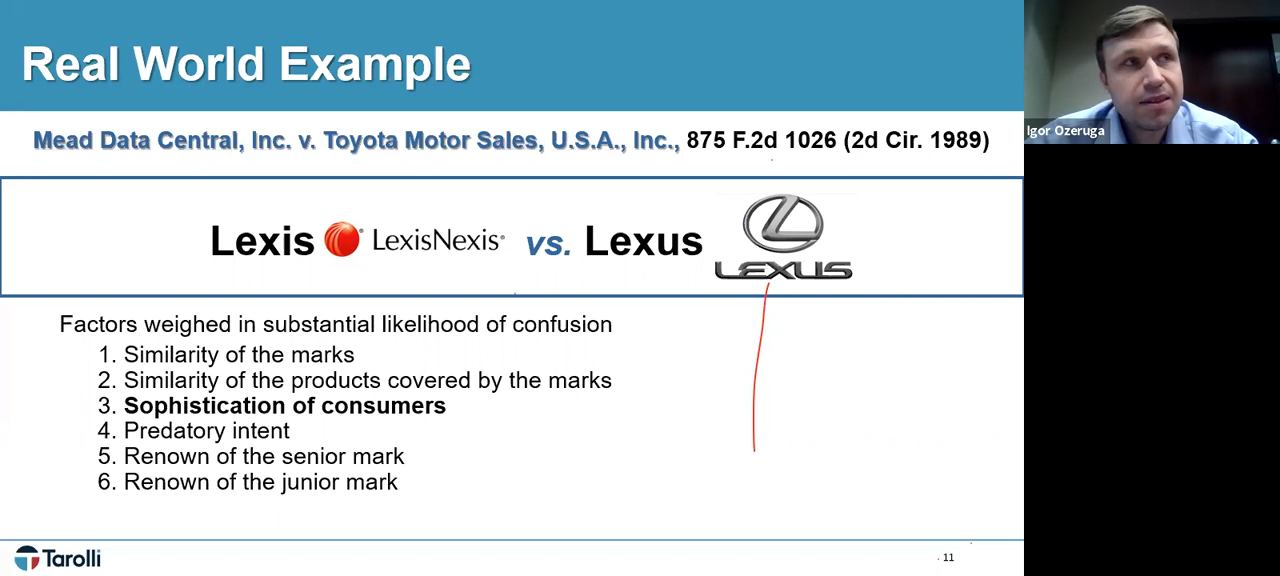 Real World Example
Igor Ozeruga
Mead Data Central, Inc. v. Toyota Motor Sales, U.S.A., Inc., 875 F.2d 1026 (2d Cir. 1989)
Lexis LexisNexis® vs. Lexus
LEXUS
Factors weighed in substantial likelihood of confusion
1. Similarity of the marks
2. Similarity of the products covered by the marks
3. Sophistication of consumers
4. Predatory intent
5. Renown of the senior mark
6. Renown of the junior mark
Tarolli
11